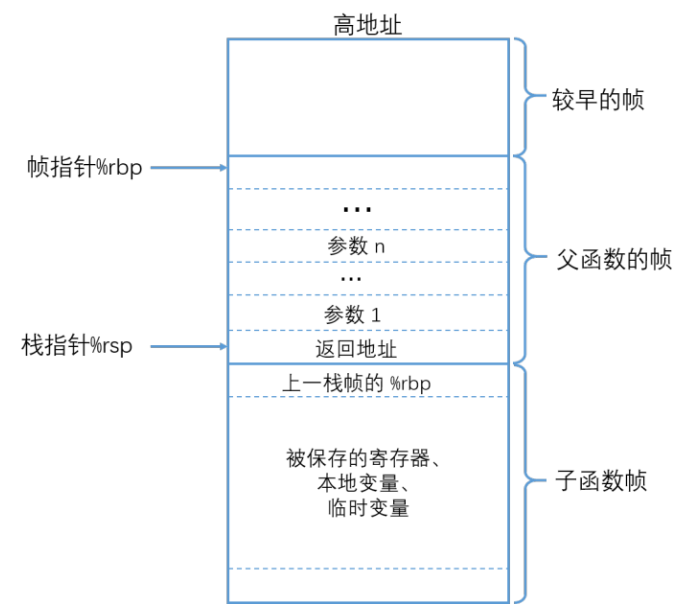 高地址
较早的帧
帧指针%rbp
...
参数 n
父函数的帧
...
参数 1
栈指针%rsp
返回地址
上一栈帧的 %rbp
被保存的寄存器、
本地变量、
临时变量
子函数帧